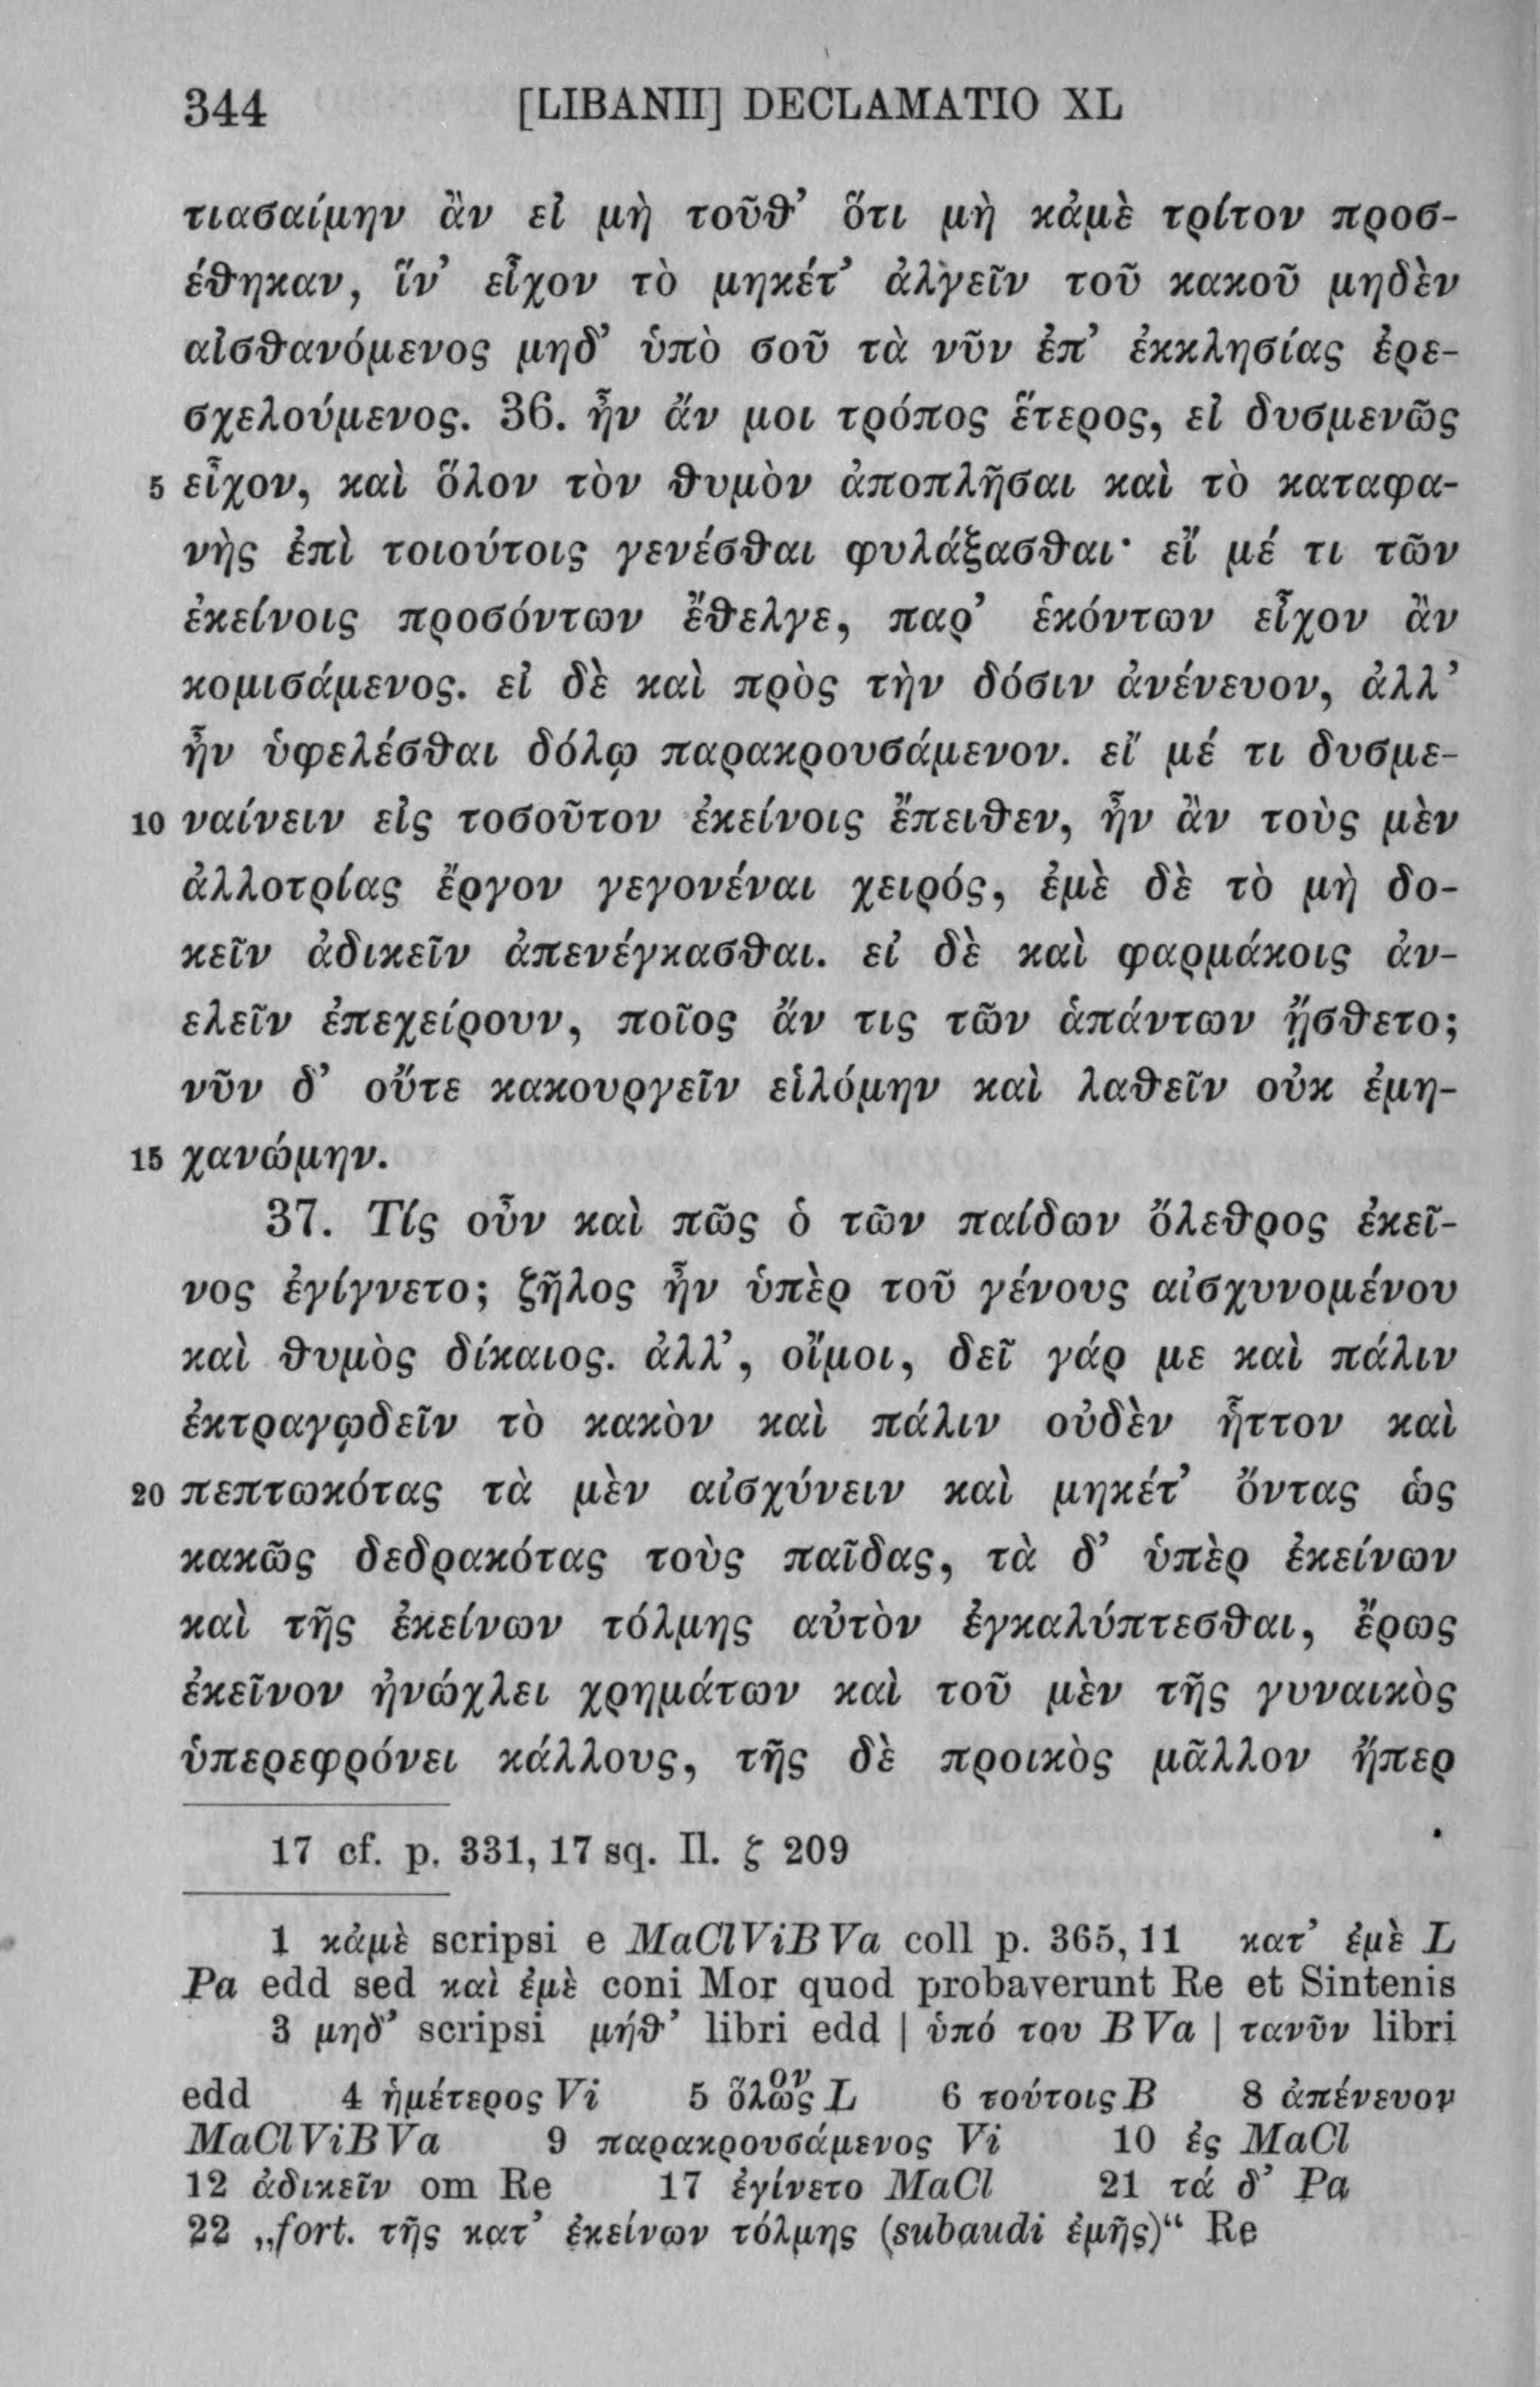 344 [LIBANII] DECLAMATIO XL
τιασαίμην ἂν εἰ μὴ τοῦθ’ ὅτι μὴ κἀμὲ τρίτον προσ-
έθηκαν, ἵν’ εἶχον τὸ μηκέτ’ ἀλγεῖν τοῦ κακοῦ μηδὲν
αἰσθανόμενος μηδ’ ὑπὸ σοῦ τὰ νῦν ἐπ’ ἐκκλησίας ἐρε-
σχελούμενος. 36. ἦν ἄν μοι τρόπος ἕτερος, εἰ δυσμενῶς
5 εἶχον, καὶ ὅλον τὸν θυμὸν ἀποπλῆσαι καὶ τὸ καταφα-
νὴς ἐπὶ τοιούτοις γενέσθαι φυλάξασθαι· εἴ μέ τι τῶν
ἐκείνοις προσόντων ἔθελγε, παρ’ ἑκόντων εἶχον ἂν
κομισάμενος. εἰ δὲ καὶ πρὸς τὴν δόσιν ἀνένευον, ἀλλ’
ἦν ὑφελέσθαι δόλῳ παρακρουσάμενον. εἴ μέ τι δυσμε-
10 ναίνειν εἰς τοσοῦτον ἐκείνοις ἔπειθεν, ἦν ἂν τοὺς μὲν
ἀλλοτρίας ἔργον γεγονέναι χειρός, ἐμὲ δὲ τὸ μὴ δο-
κεῖν ἀδικεῖν ἀπενέγκασθαι. εἰ δὲ καὶ φαρμάκοις ἀν-
ελεῖν ἐπεχείρουν, ποῖος ἄν τις τῶν ἁπάντων ᾔσθετο;
νῦν δ’ οὔτε κακουργεῖν εἱλόμην καὶ λαθεῖν οὐκ ἐμη-
15 χανώμην.
37. Τίς οὖν καὶ πῶς ὁ τῶν παίδων ὄλεθρος ἐκεῖ-
νος ἐγίγνετο; ζῆλος ἦν ὑπὲρ τοῦ γένους αἰσχυνομένου
καὶ θυμὸς δίκαιος. ἀλλ’, οἴμοι, δεῖ γάρ με καὶ πάλιν
ἐκτραγῳδεῖν τὸ κακὸν καὶ πάλιν οὐδὲν ἧττον καὶ
20 πεπτωκότας τὰ μὲν αἰσχύνειν καὶ μηκέτ’ ὄντας ὡς
κακῶς δεδρακότας τοὺς παῖδας, τὰ δ’ ὑπὲρ ἐκείνων
καὶ τῆς ἐκείνων τόλμης αὐτὸν ἐγκαλύπτεσθαι, ἔρως
ἐκεῖνον ἠνώχλει χρημάτων καὶ τοῦ μὲν τῆς γυναικὸς
ὑπερεφρόνει κάλλους, τῆς δὲ προικὸς μᾶλλον ἤπερ
17 cf. p. 331, 17 sq. Il. ζ 209
1 κἀμὲ scripsi e MaClViBVa coll p. 365, 11 κατ’ ἐμὲ L
Pa edd sed καὶ ἐμὲ coni Mor quod probaverunt Re et Sintenis
3 μηδ’ scripsi μήθ’ libri edd | ὑπό του BVa | τανῦν libri
edd 4 ἡμέτερος Vi 5 ὅλωςον L 6 τούτοις B 8 ἀπένευον
MaClViBVa 9 παρακρουσάμενος Vi 10 ἐς MaCl
12 ἀδικεῖν om Re 17 ἐγίνετο MaCl 21 τά δ’ Pa
22 „fort. τῆς κατ’ ἐκείνων τόλμης (subaudi ἐμῆς)“ Re